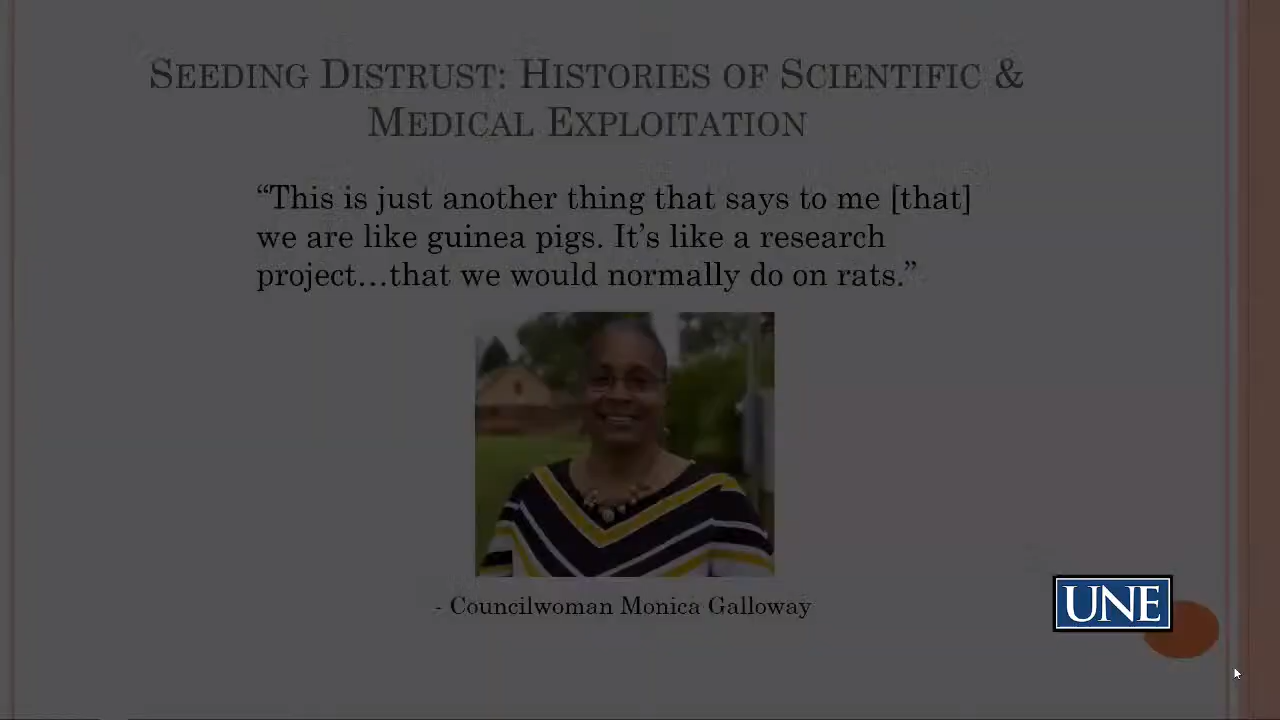 SEEDING DISTRUST: HISTORIES OF SCIENTIFIC &
MEDICAL EXPLOITATION
“This is just another thing that says to me [that]
we are like guinea pigs. It’s like a research
project…that we would normally do on rats.”
- Councilwoman Monica Galloway
UNE